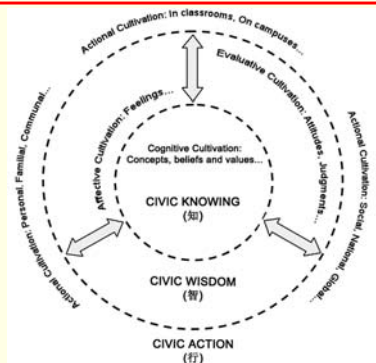 Actional Cultivation: In classrooms, On campuses...
Evaluative Cultivation: Attitudes, Judgments...
Affective Cultivation: Feelings...
Actional Cultivation: Personal, Familial, Communal...
Actional Cultivation: Social, National, Global...
Cognitive Cultivation:
Concepts, beliefs and values...
CIVIC KNOWING
(知)
CIVIC WISDOM
(智)
CIVIC ACTION
(行)